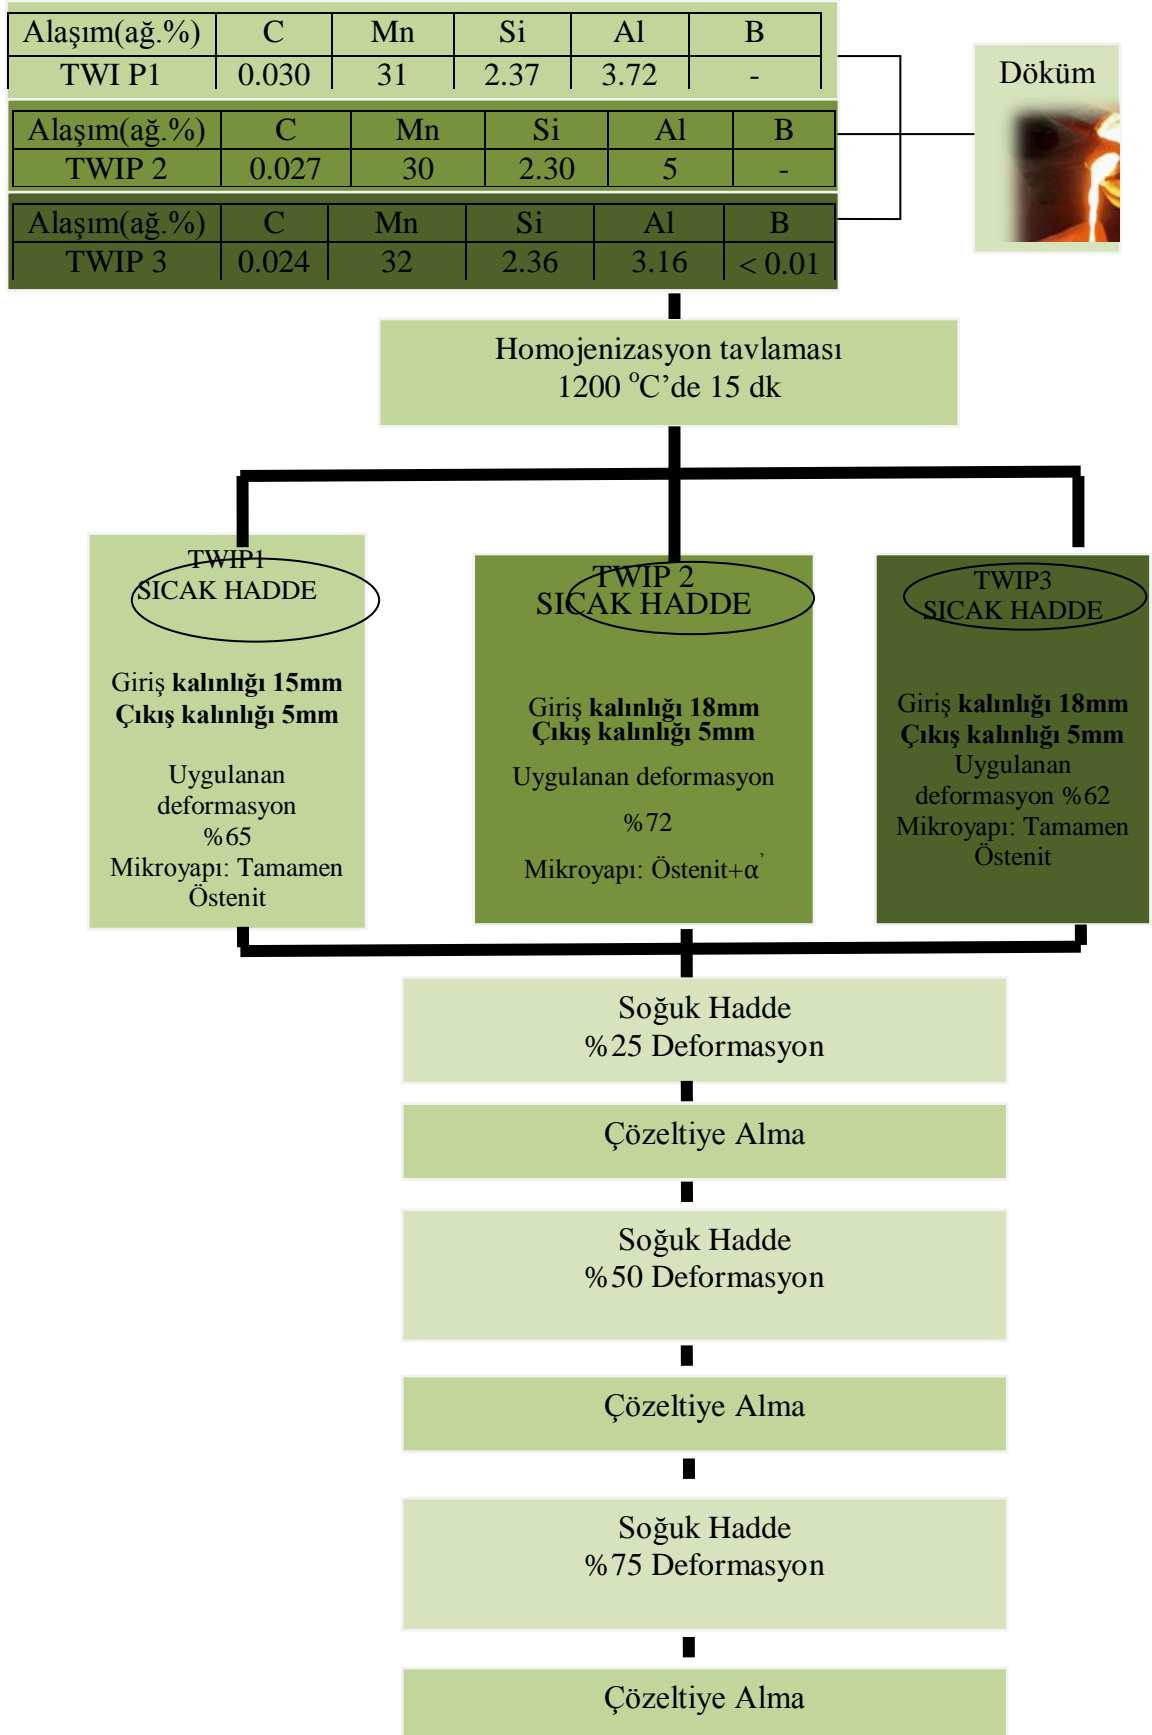 Alaşım(ağ.%) C Mn Si Al B
TWI P1 0.030 31 2.37 3.72 -
Alaşım(ağ.%) C Mn Si Al B
TWIP 2 0.027 30 2.30 5 -
Alaşım(ağ.%) C Mn Si Al B
TWIP 3 0.024 32 2.36 3.16 < 0.01
Döküm
Homojenizasyon tavlaması
1200 °C’de 15 dk
TWIP1
SICAK HADDE
Giriş kalınlığı 15mm
Çıkış kalınlığı 5mm
Uygulanan
deformasyon
%65
Mikroyapı: Tamamen
Östenit
TWIP 2
SICAK HADDE
Giriş kalınlığı 18mm
Çıkış kalınlığı 5mm
Uygulanan deformasyon
%72
Mikroyapı: Östenit+α’
TWIP3
SICAK HADDE
Giriş kalınlığı 18mm
Çıkış kalınlığı 5mm
Uygulanan
deformasyon %62
Mikroyapı: Tamamen
Östenit
Soğuk Hadde
%25 Deformasyon
Çözeltiye Alma
Soğuk Hadde
%50 Deformasyon
Çözeltiye Alma
Soğuk Hadde
%75 Deformasyon
Çözeltiye Alma